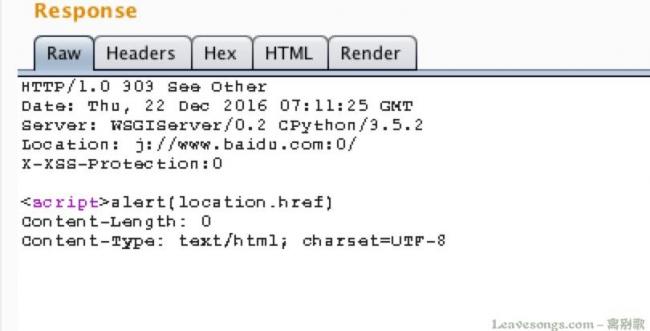 Response
Raw Headers Hex HTML Render
HTTP/1.0 303 See Other
Date: Thu, 22 Dec 2016 07:11:25 GMT
Server: WSGIServer/0.2 CPython/3.5.2
Location: j://www.baidu.com:0/
X-XSS-Protection:0
<script>alert(location.href)
Content-Length: 0
Content-Type: text/html; charset=UTF-8
Leavesongs.com - 离别歌